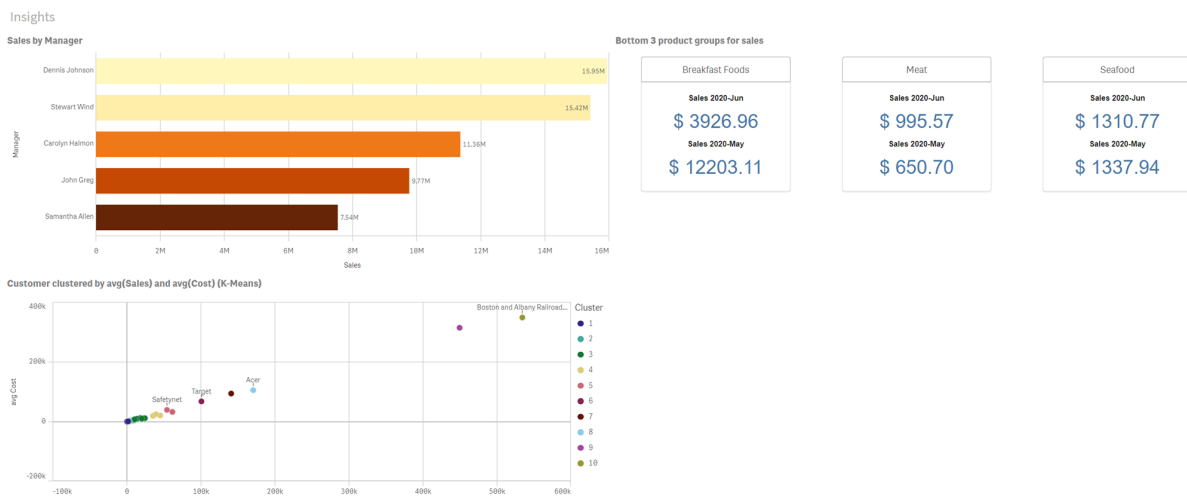 Insights
Sales by Manager
Manager
Dennis Johnson
15.95M
Stewart Wind
15.42M
Carolyn Halmon
11.36M
John Greg
9.77M
Samantha Allen
7.54M
0 2M 4M 6M 8M 10M 12M 14M 16M
Sales
Bottom 3 product groups for sales
Breakfast Foods
Sales 2020-Jun
$ 3926.96
Sales 2020-May
$ 12203.11
Meat
Sales 2020-Jun
$ 995.57
Sales 2020-May
$ 650.70
Seafood
Sales 2020-Jun
$ 1310.77
Sales 2020-May
$ 1337.94
Customer clustered by avg(Sales) and avg(Cost) (K-Means)
avg Cost
400k
200k
0
-200k
Boston and Albany Railroad...
Acer
Target
Safetynet
-100k 0 100k 200k 300k 400k 500k 600k
Cluster
1
2
3
4
5
6
7
8
9
10